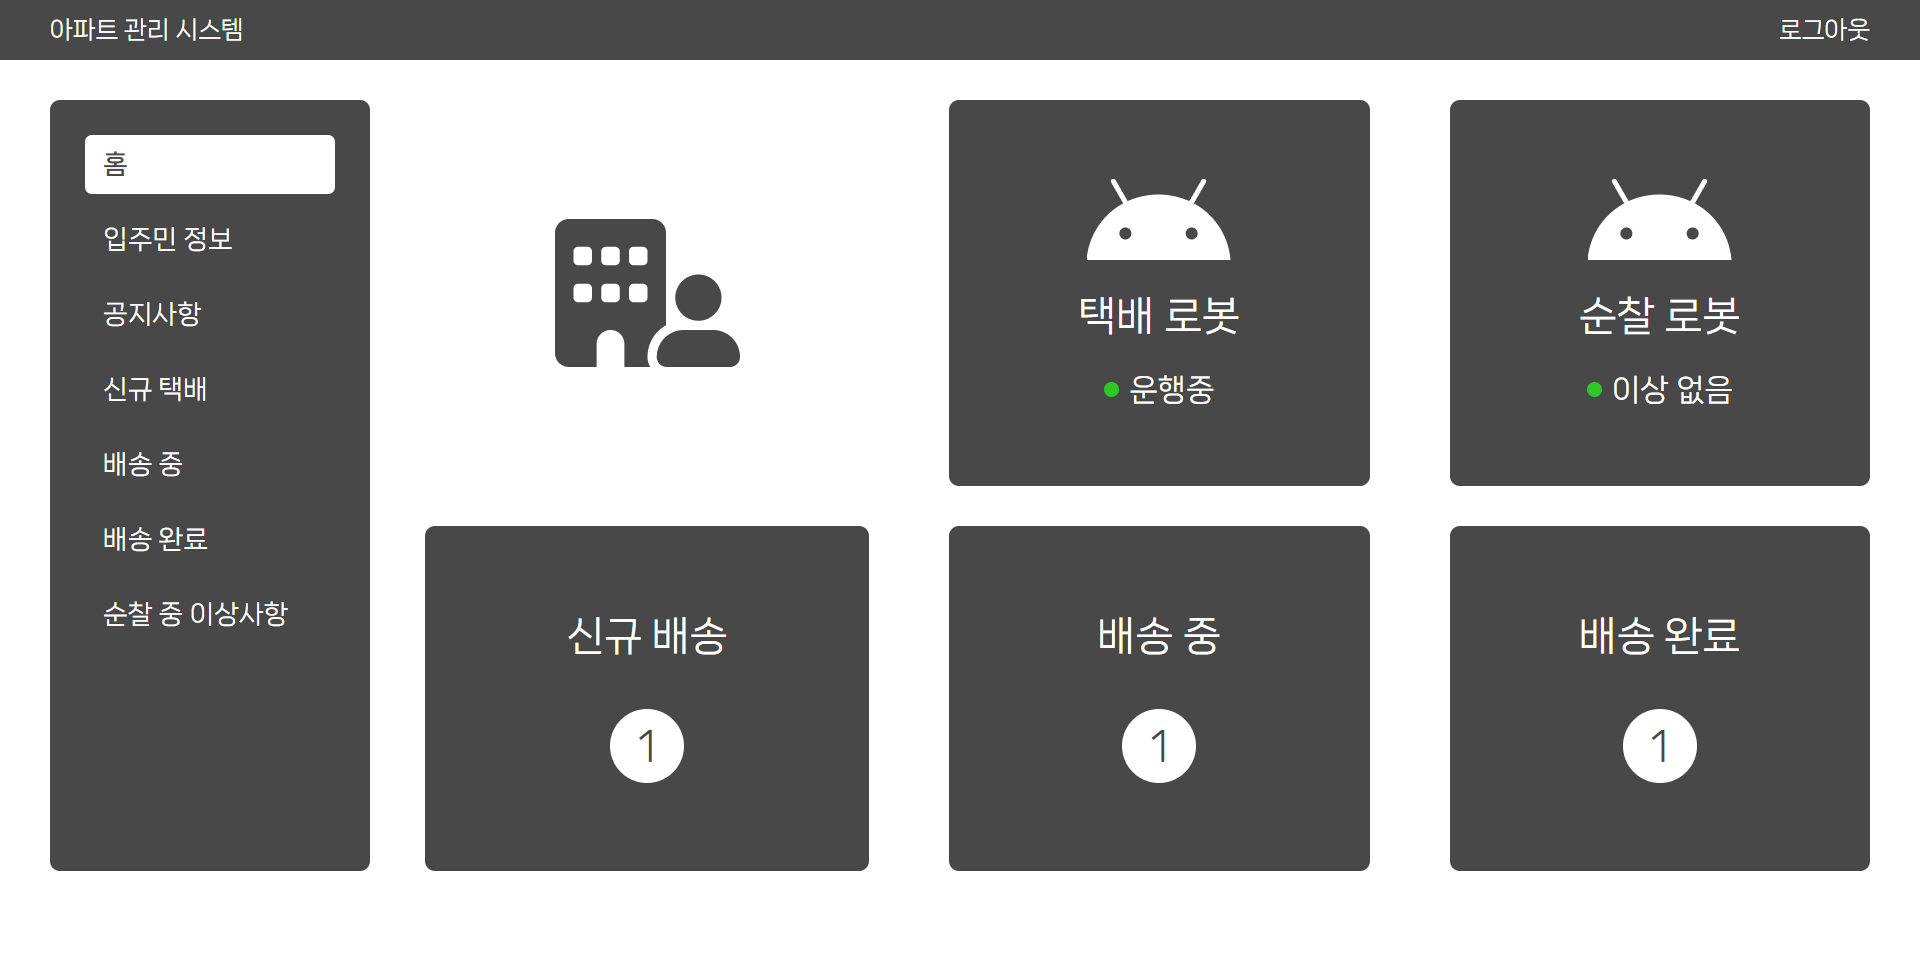 아파트 관리 시스템
로그아웃
홈
입주민 정보
공지사항
신규 택배
배송 중
배송 완료
순찰 중 이상사항
택배 로봇
운행중
순찰 로봇
이상 없음
신규 배송
1
배송 중
1
배송 완료
1